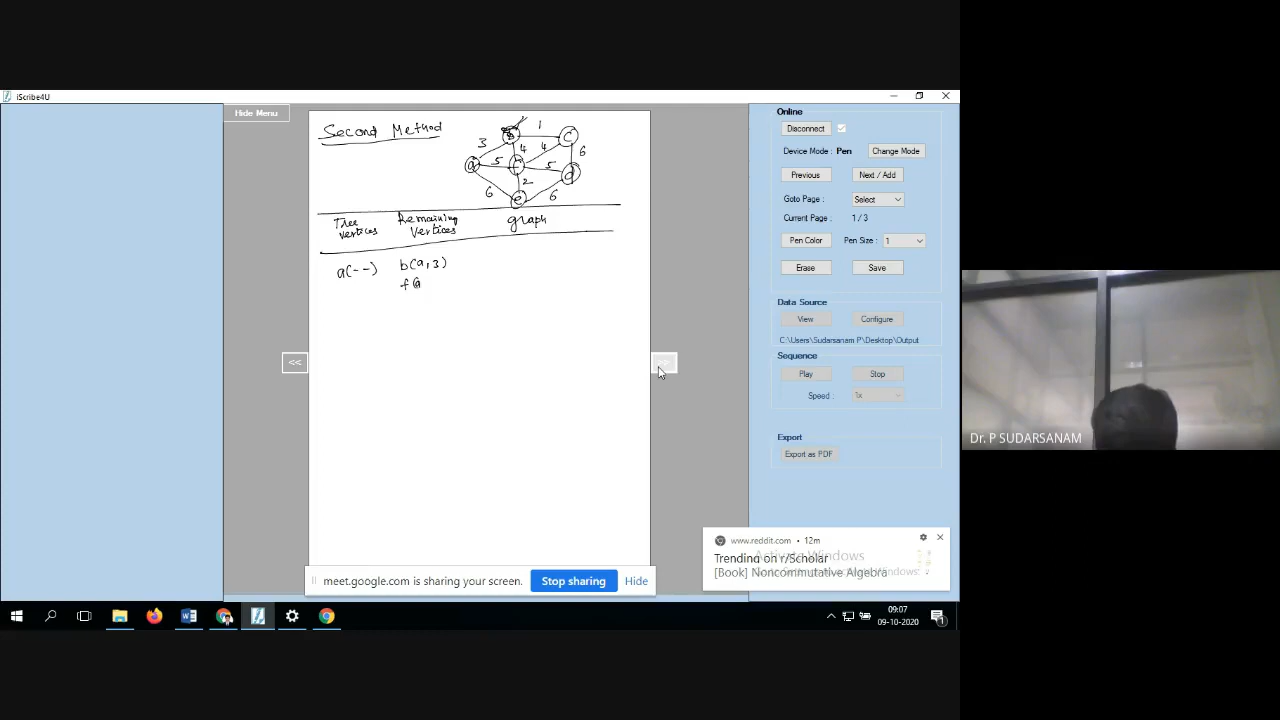 iScribe4U
Hide Menu
Second Method
b
1
c
3
4
4
6
a
5
f
5
d
2
6
e
6
Tree vertices
Remaining vertices
graph
a(--)
b(a,3)
f(a
<<
>>
Online
Disconnect
Device Mode : Pen
Change Mode
Previous
Next / Add
Goto Page :
Select
Current Page : 1 / 3
Pen Color
Pen Size :
1
Erase
Save
Data Source
View
Configure
C:\Users\Sudarsanam P\Desktop\Output
Sequence
Play
Stop
Speed :
1x
Export
Export as PDF
www.reddit.com • 12m
Trending on r/Scholar
[Book] Noncommutative Algebra
Activate Windows
meet.google.com is sharing your screen.
Stop sharing
Hide
09:07
09-10-2020
1
Dr. P SUDARSANAM